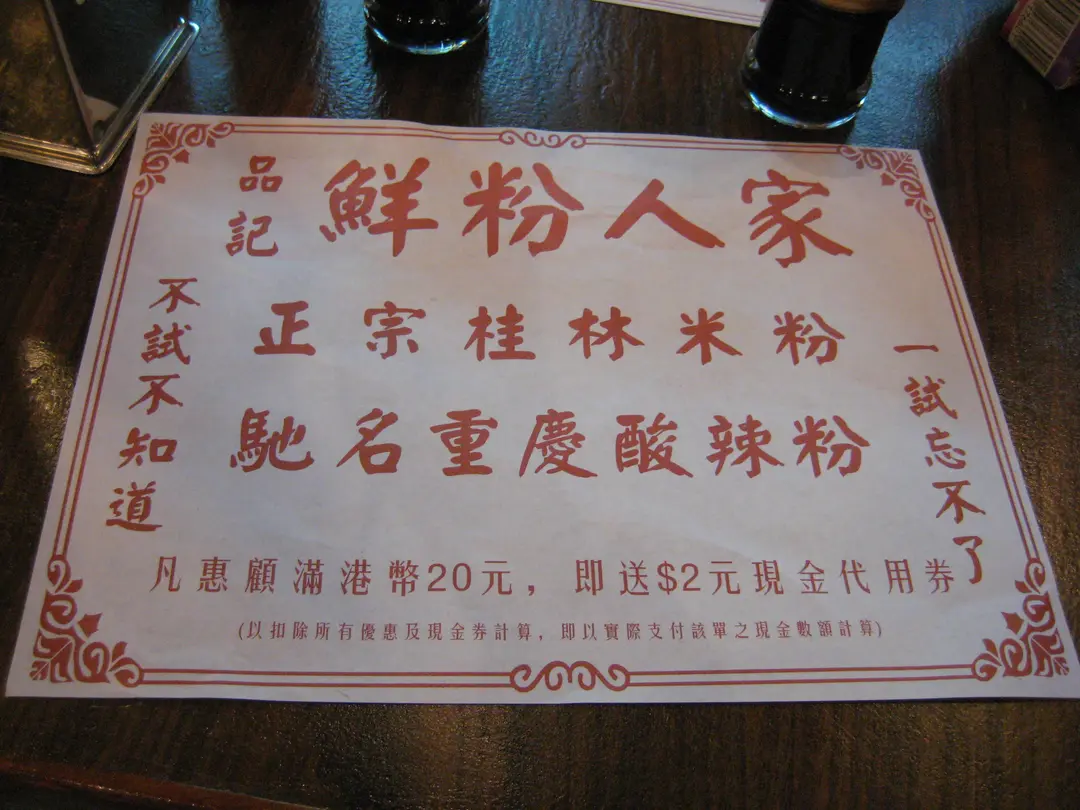 品記
鮮粉人家
正宗桂林米粉
馳名重慶酸辣粉
不試不知道
一試忘不了
凡惠顧滿港幣20元，即送$2元現金代用券
(以扣除所有優惠及現金券計算，即以實際支付該單之現金數額計算)